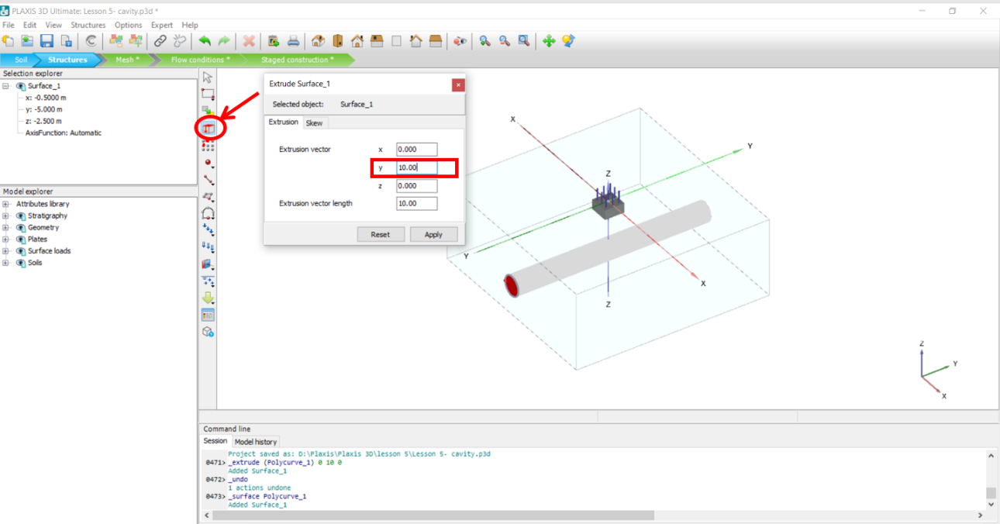 PLAXIS 3D Ultimate: Lesson 5- cavity.p3d *
File Edit View Structures Options Expert Help
Soil Structures Mesh * Flow conditions * Staged construction *
Selection explorer
Surface_1
x: -0.5000 m
y: -5.000 m
z: -2.500 m
AxisFunction: Automatic
Model explorer
Attributes library
Stratigraphy
Geometry
Plates
Surface loads
Soils
Extrude Surface_1
Selected object: Surface_1
Extrusion Skew
Extrusion vector x 0.000
y 10.00
z 0.000
Extrusion vector length 10.00
Reset Apply
X
Y
Z
Y
X
Z
Z
Y
X
Command line
Session Model history
Project saved as: D:\Plaxis\Plaxis 3D\lesson 5\Lesson 5- cavity.p3d
0471> _extrude (Polycurve_1) 0 10 0
Added Surface_1
0472> _undo
1 actions undone
0473> _surface Polycurve_1
Added Surface_1